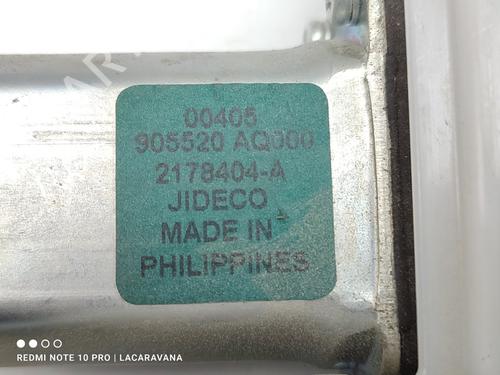 00405
905520 AQ000
2178404-A
JIDECO
MADE IN
PHILIPPINES
REDMI NOTE 10 PRO | LACARAVANA